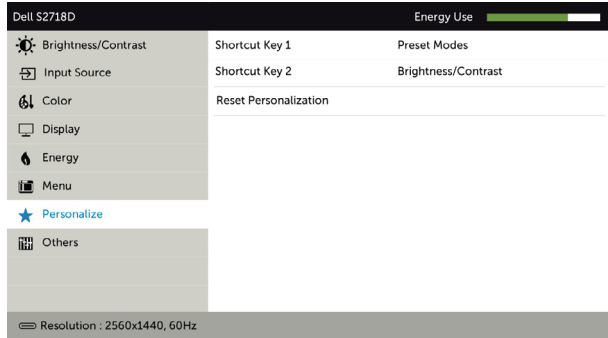 Dell S2718D Energy Use
Brightness/Contrast Shortcut Key 1 Preset Modes
Input Source Shortcut Key 2 Brightness/Contrast
Color Reset Personalization
Display
Energy
Menu
Personalize
Others
Resolution : 2560x1440, 60Hz